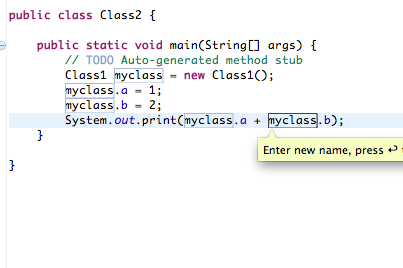 public class Class2 {
public static void main(String[] args) {
// TODO Auto-generated method stub
Class1 myclass = new Class1();
myclass.a = 1;
myclass.b = 2;
System.out.print(myclass.a + myclass.b);
}
}
Enter new name, press ↵